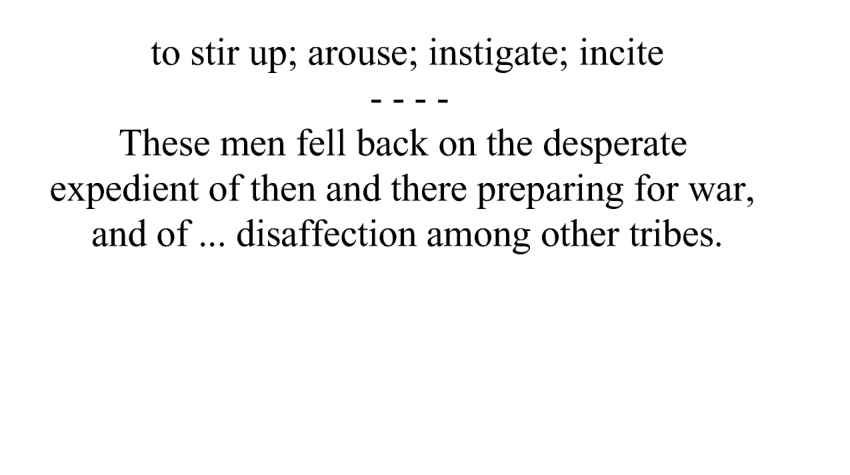 to stir up; arouse; instigate; incite
- - - -
These men fell back on the desperate
expedient of then and there preparing for war,
and of ... disaffection among other tribes.